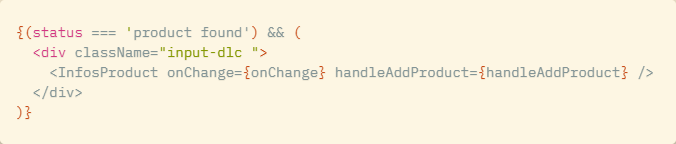 {(status === 'product found') && (
  <div className="input-dlc ">
    <InfosProduct onChange={onChange} handleAddProduct={handleAddProduct} />
  </div>
)}